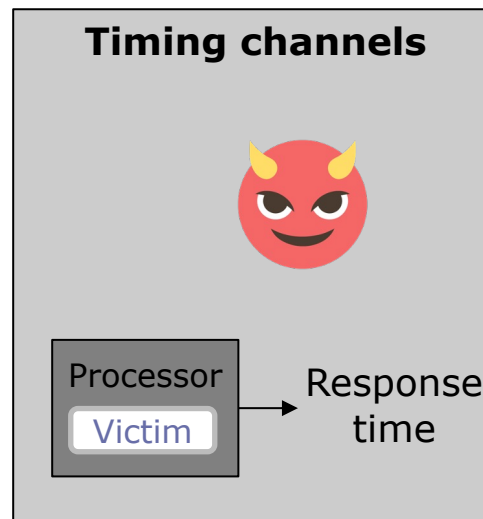 Timing channels
Processor
Victim
Response
time